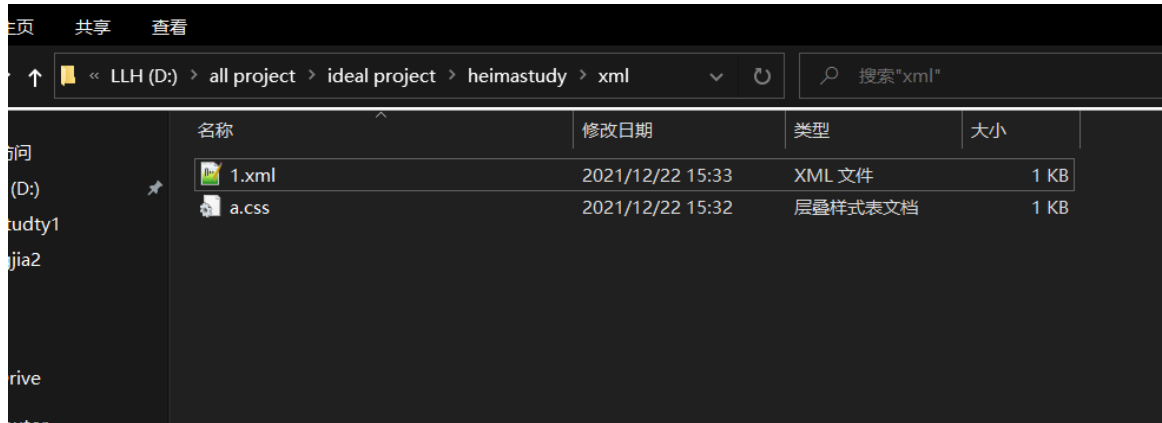 主页 共享 查看
« LLH (D:) > all project > ideal project > heimastudy > xml 搜索"xml"
名称 修改日期 类型 大小
(D:)
1.xml 2021/12/22 15:33 XML 文件 1 KB
a.css 2021/12/22 15:32 层叠样式表文档 1 KB
tudty1
jia2
rive